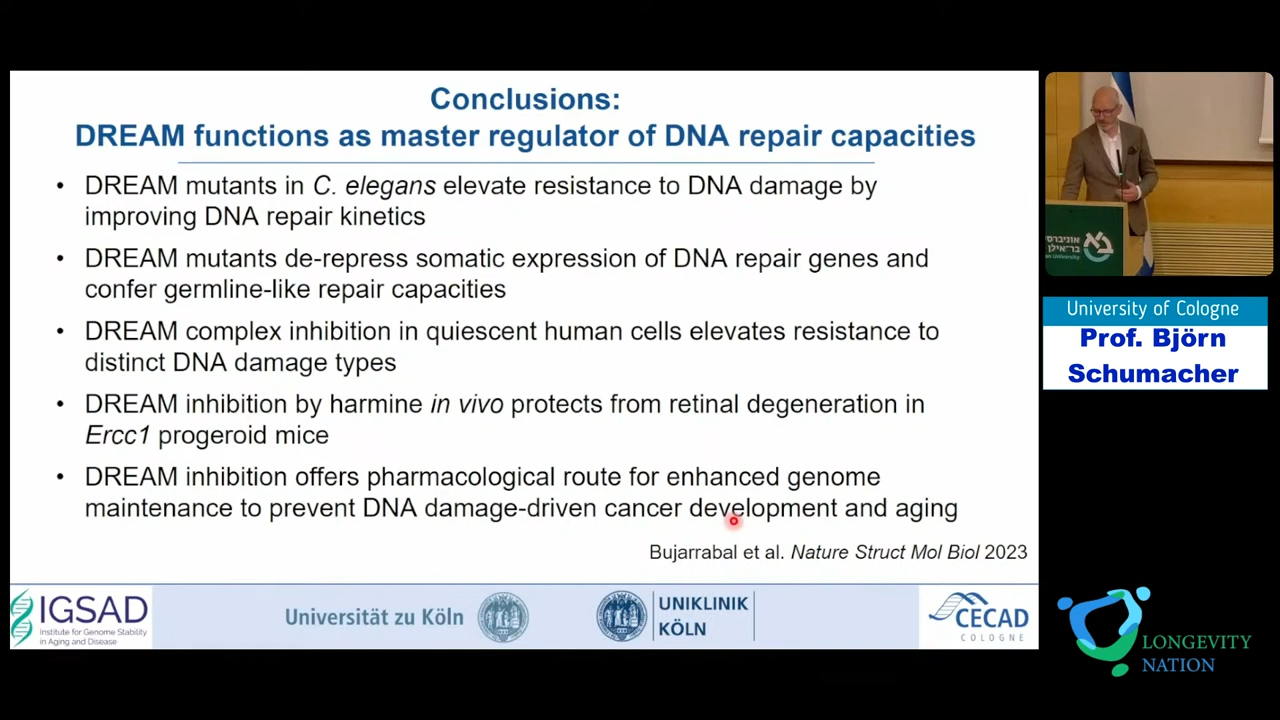 Conclusions:
DREAM functions as master regulator of DNA repair capacities
• DREAM mutants in C. elegans elevate resistance to DNA damage by
improving DNA repair kinetics
• DREAM mutants de-repress somatic expression of DNA repair genes and
confer germline-like repair capacities
• DREAM complex inhibition in quiescent human cells elevates resistance to
distinct DNA damage types
• DREAM inhibition by harmine in vivo protects from retinal degeneration in
Ercc1 progeroid mice
• DREAM inhibition offers pharmacological route for enhanced genome
maintenance to prevent DNA damage-driven cancer development and aging
Bujarrabal et al. Nature Struct Mol Biol 2023
IGSAD
Institute for Genome Stability
in Aging and Disease
Universität zu Köln
UNIKLINIK
KÖLN
CECAD
COLOGNE
בר־אילן
University of Cologne
Prof. Björn
Schumacher
LONGEVITY
NATION